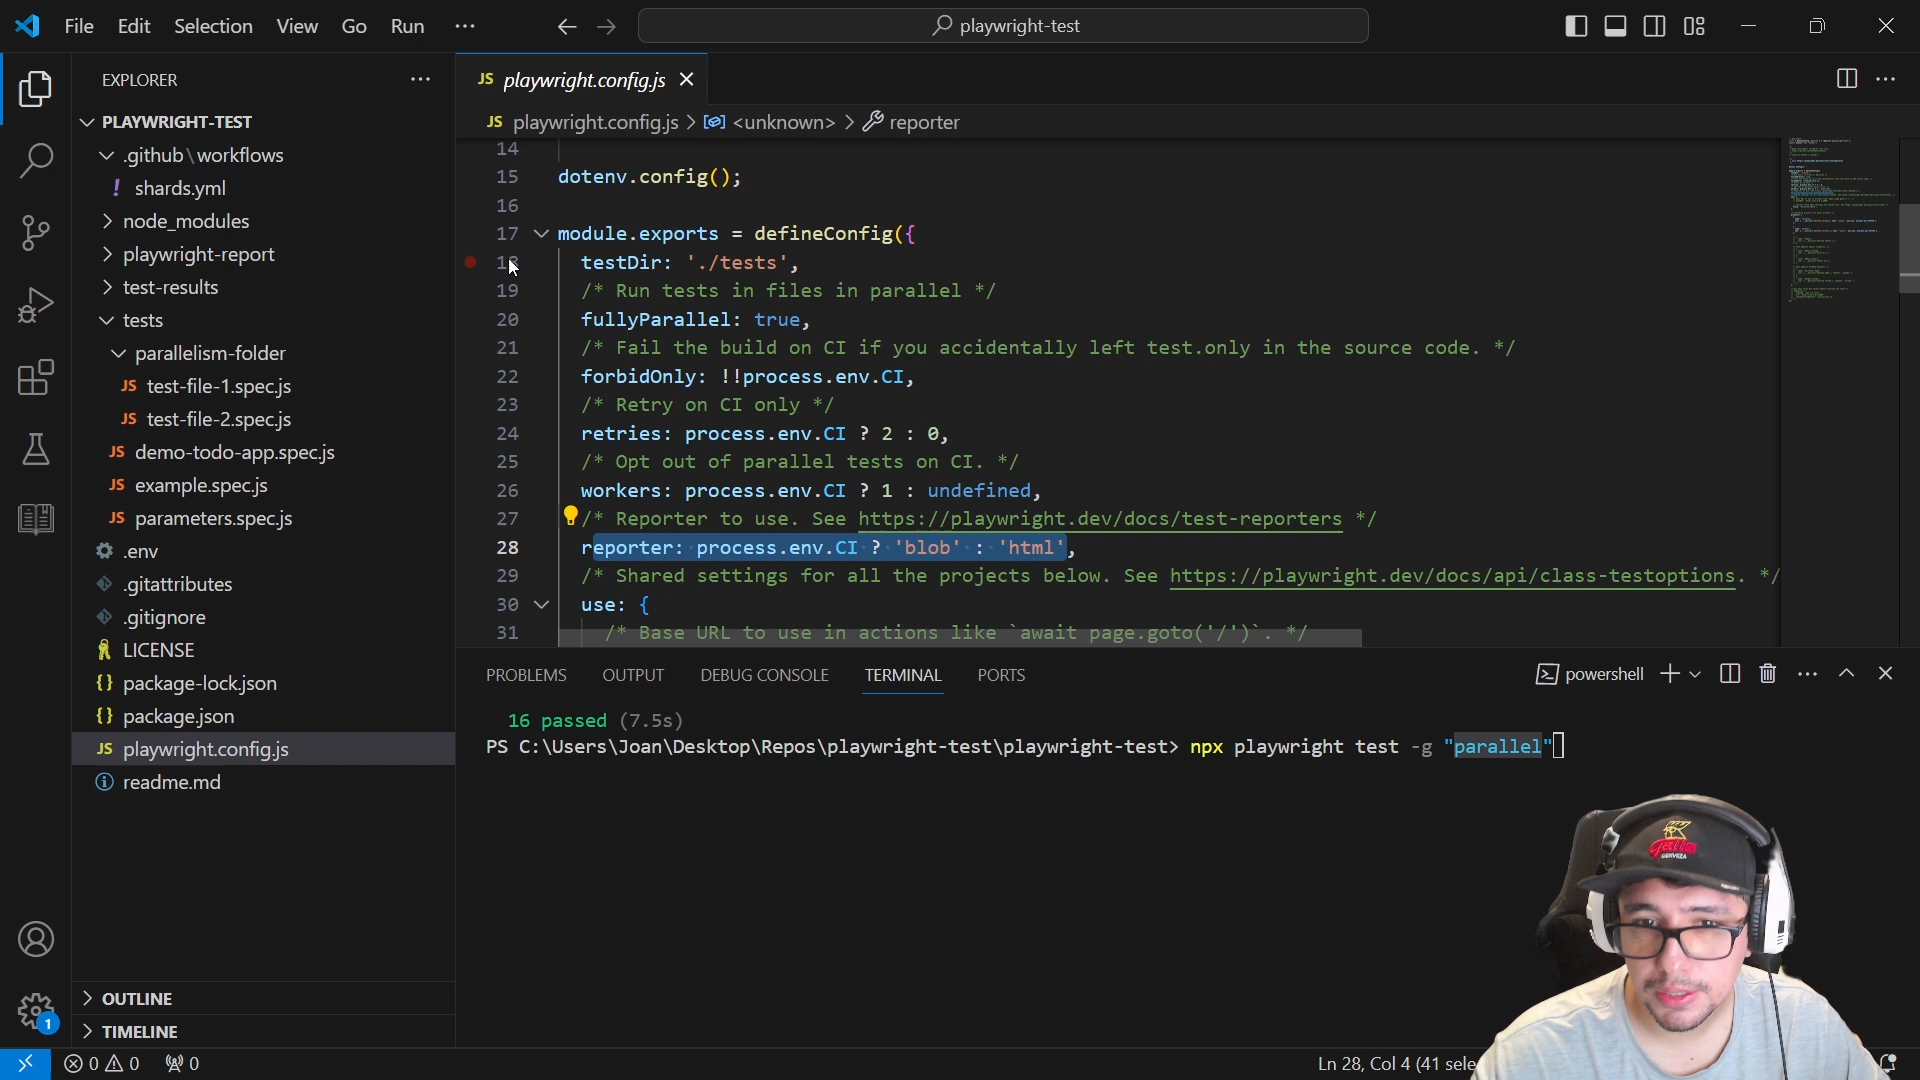 File Edit Selection View Go Run ···
playwright-test
EXPLORER
PLAYWRIGHT-TEST
.github\workflows
! shards.yml
node_modules
playwright-report
test-results
tests
parallelism-folder
JS test-file-1.spec.js
JS test-file-2.spec.js
JS demo-todo-app.spec.js
JS example.spec.js
JS parameters.spec.js
.env
.gitattributes
.gitignore
LICENSE
{} package-lock.json
{} package.json
JS playwright.config.js
readme.md
OUTLINE
TIMELINE
1
JS playwright.config.js
JS playwright.config.js > <unknown> > reporter
14
15 dotenv.config();
16
17 module.exports = defineConfig({
18 testDir: './tests',
19 /* Run tests in files in parallel */
20 fullyParallel: true,
21 /* Fail the build on CI if you accidentally left test.only in the source code. */
22 forbidOnly: !!process.env.CI,
23 /* Retry on CI only */
24 retries: process.env.CI ? 2 : 0,
25 /* Opt out of parallel tests on CI. */
26 workers: process.env.CI ? 1 : undefined,
27 /* Reporter to use. See https://playwright.dev/docs/test-reporters */
28 reporter: process.env.CI ? 'blob' : 'html',
29 /* Shared settings for all the projects below. See https://playwright.dev/docs/api/class-testoptions. */
30 use: {
31 /* Base URL to use in actions like `await page.goto('/')`. */
PROBLEMS OUTPUT DEBUG CONSOLE TERMINAL PORTS
powershell
16 passed (7.5s)
PS C:\Users\Joan\Desktop\Repos\playwright-test\playwright-test> npx playwright test -g "parallel"
Gallo
CERVEZA
0 0 0
Ln 28, Col 4 (41 sele